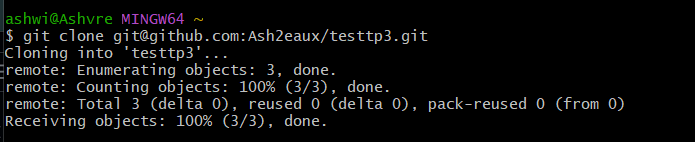 ashwi@Ashvre MINGW64 ~
$ git clone git@github.com:Ash2eaux/testtp3.git
Cloning into 'testtp3'...
remote: Enumerating objects: 3, done.
remote: Counting objects: 100% (3/3), done.
remote: Total 3 (delta 0), reused 0 (delta 0), pack-reused 0 (from 0)
Receiving objects: 100% (3/3), done.